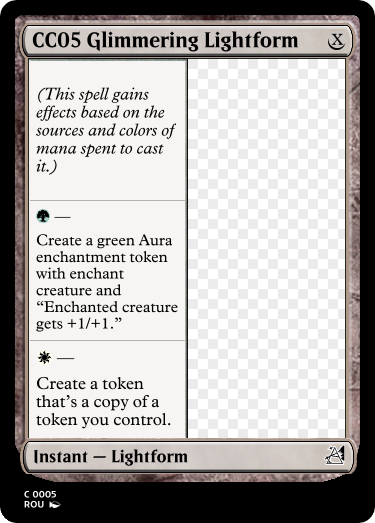 CC05 Glimmering Lightform X
(This spell gains
effects based on the
sources and colors of
mana spent to cast
it.)
—
Create a green Aura
enchantment token
with enchant
creature and
“Enchanted creature
gets +1/+1.”
—
Create a token
that’s a copy of a
token you control.
Instant — Lightform
C 0005
ROU